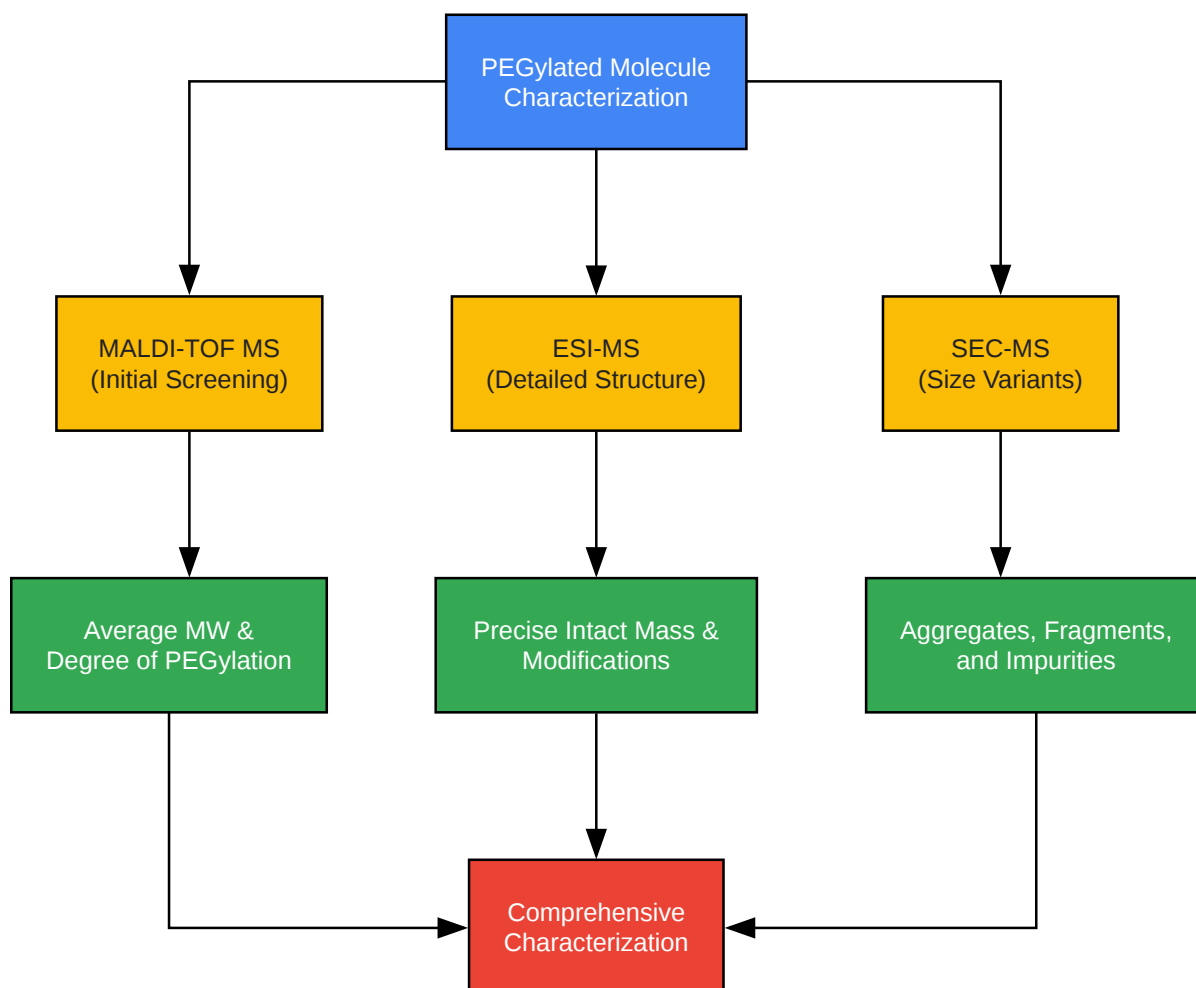 PEGylated Molecule
Characterization
MALDI-TOF MS
(Initial Screening)
ESI-MS
(Detailed Structure)
SEC-MS
(Size Variants)
Average MW &
Degree of PEGylation
Precise Intact Mass &
Modifications
Aggregates, Fragments,
and Impurities
Comprehensive
Characterization